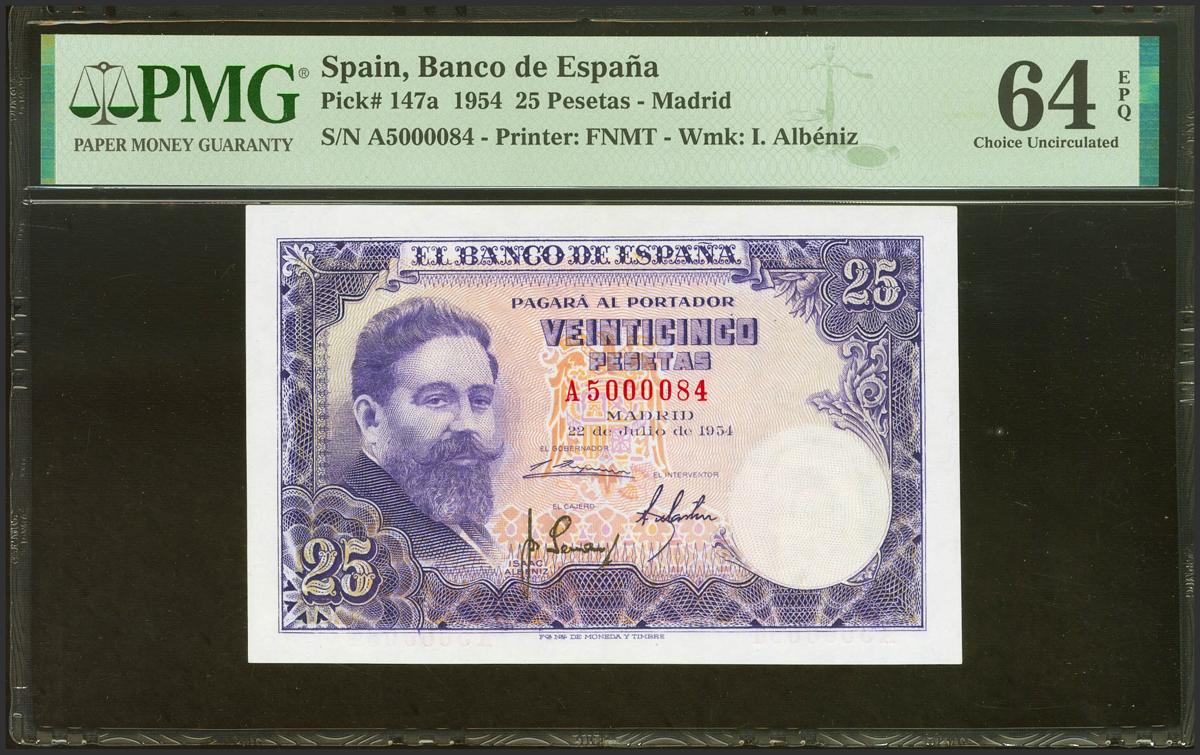 PMG®
PAPER MONEY GUARANTY
Spain, Banco de España
Pick# 147a 1954 25 Pesetas - Madrid
S/N A5000084 - Printer: FNMT - Wmk: I. Albéniz
64
EPQ
Choice Uncirculated
EL BANCO DE ESPAÑA
25
PAGARÁ AL PORTADOR
VEINTICINCO
PESETAS
A5000084
MADRID
22 de Julio de 1954
EL GOBERNADOR
EL INTERVENTOR
EL CAJERO
ISAAC
ALBÉNIZ
25
DE MONEDA Y TIMBRE